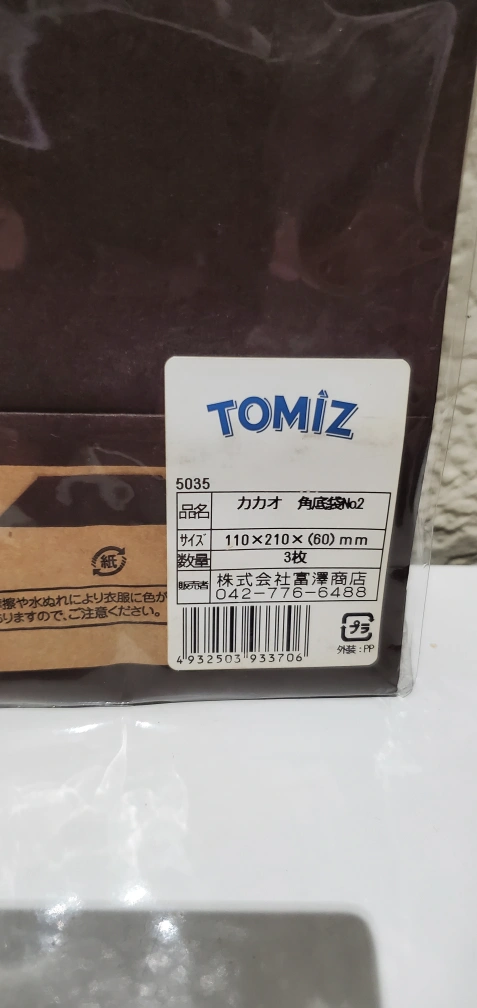 TOMIZ
5035
品名 カカオ 角底袋No.2
サイズ 110×210×(60)mm
数量 3枚
販売者 株式会社富澤商店
042-776-6488
4932503933706
プラ
外装:PP
紙
擦や水ぬれにより衣服に色が
ありますので、ご注意ください。